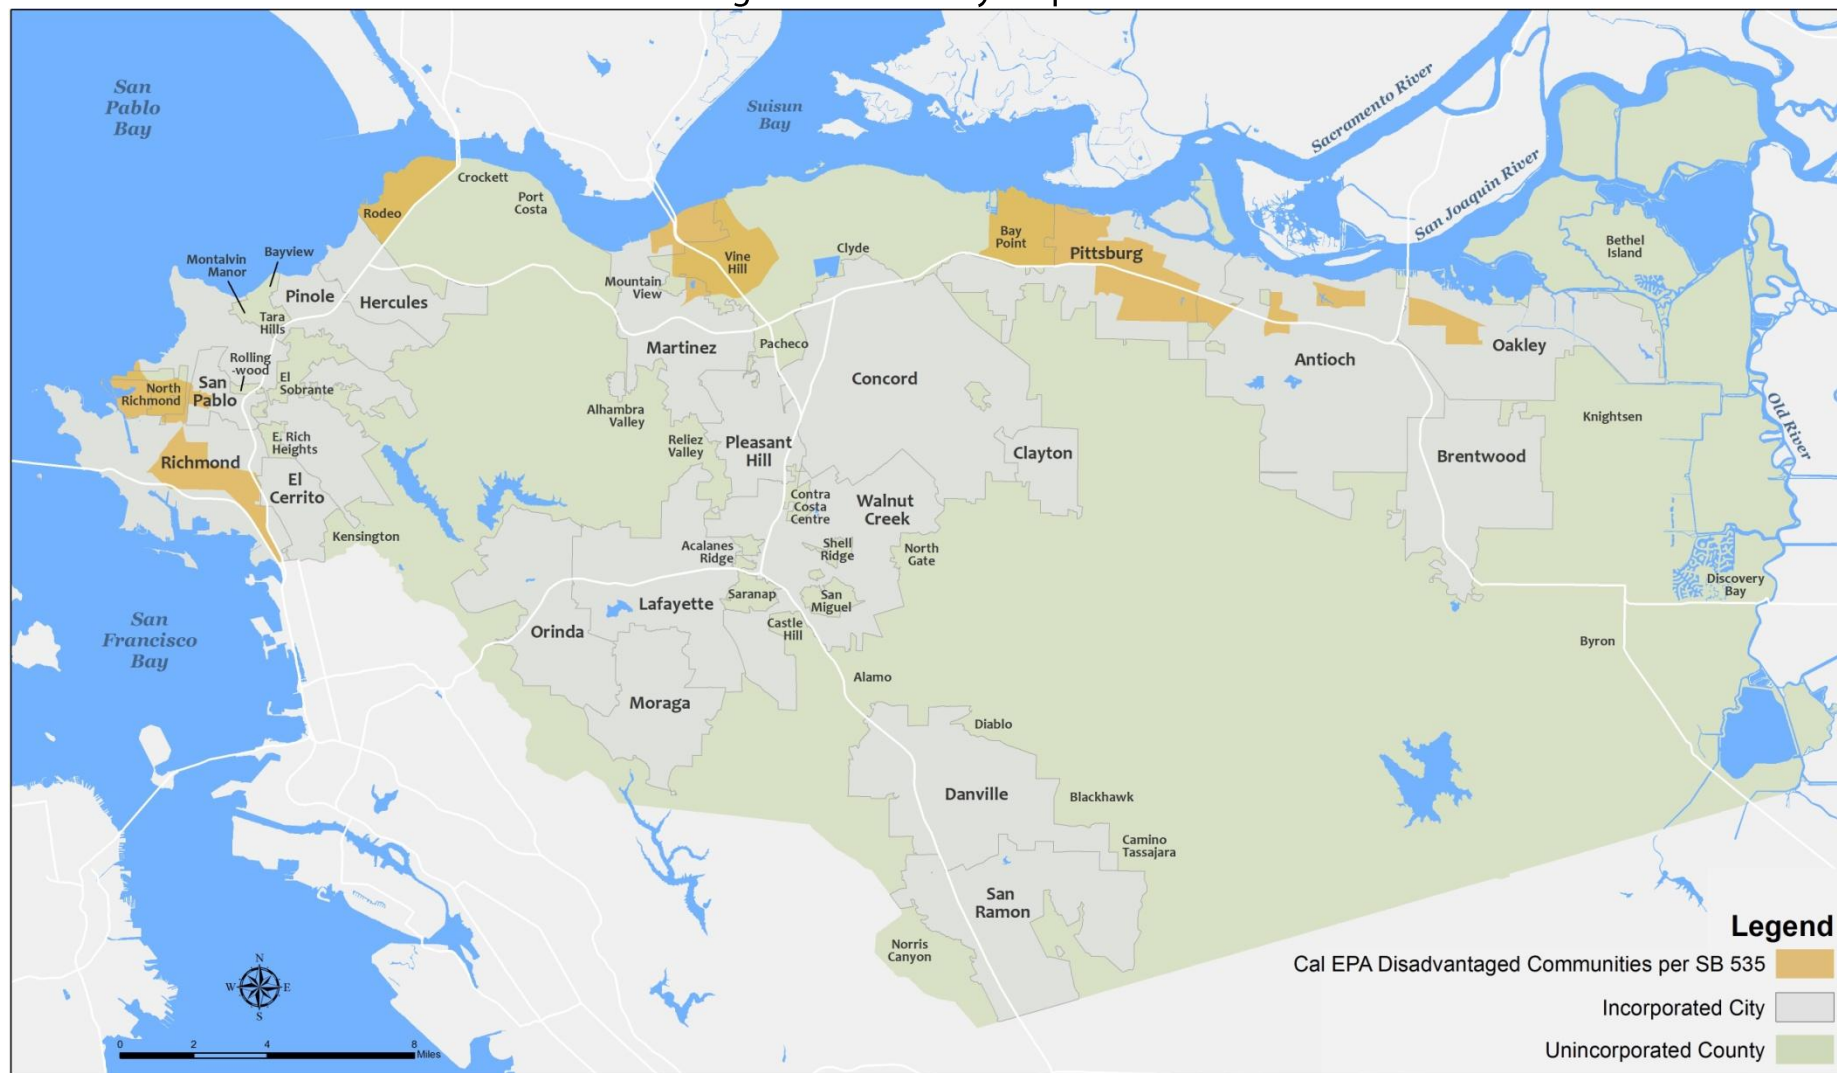 San
Pablo
Bay
Suisun
Bay
Sacramento River
San Joaquin River
Crockett
Port
Costa
Rodeo
Bay
Point
Pittsburg
Bethel
Island
Clyde
Vine
Hill
Montalvin
Manor
Bayview
Mountain
View
Pinole
Hercules
Tara
Hills
Martinez
Pacheco
Antioch
Oakley
Rolling
-wood
El
Sobrante
San
Pablo
North
Richmond
Concord
Old River
Knightsen
Alhambra
Valley
Reliez
Valley
Pleasant
Hill
E. Rich
Heights
Clayton
Brentwood
Richmond
El
Cerrito
Contra
Costa
Centre
Walnut
Creek
Kensington
Acalanes
Ridge
Shell
Ridge
North
Gate
Discovery
Bay
Saranap
San
Miguel
Lafayette
San
Francisco
Bay
Orinda
Castle
Hill
Byron
Alamo
Moraga
Diablo
Danville
Blackhawk
Camino
Tassajara
San
Ramon
Norris
Canyon
N
W
E
S
0 2 4 8
Miles
Legend
Cal EPA Disadvantaged Communities per SB 535
Incorporated City
Unincorporated County